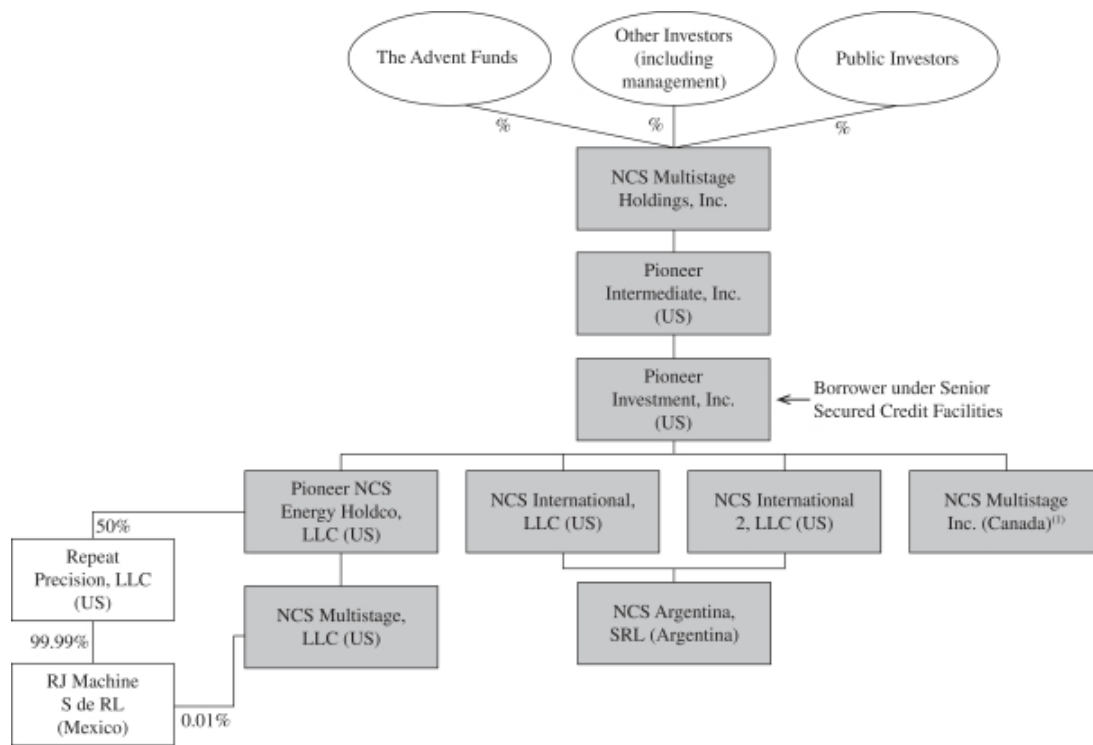 The Advent Funds
Other Investors
(including
management)
Public Investors
%
%
%
NCS Multistage
Holdings, Inc.
Pioneer
Intermediate, Inc.
(US)
Pioneer
Investment, Inc.
(US)
Borrower under Senior
Secured Credit Facilities
Pioneer NCS
Energy Holdco,
LLC (US)
NCS International,
LLC (US)
NCS International
2, LLC (US)
NCS Multistage
Inc. (Canada)(1)
50%
Repeat
Precision, LLC
(US)
NCS Multistage,
LLC (US)
NCS Argentina,
SRL (Argentina)
99.99%
RJ Machine
S de RL
(Mexico)
0.01%